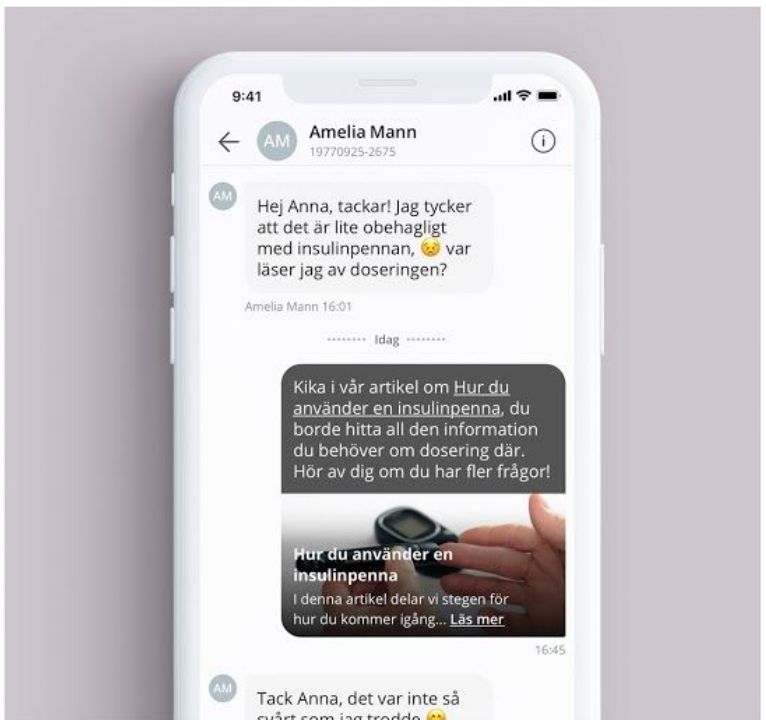 9:41
AM
Amelia Mann
19770925-2675
AM
Hej Anna, tackar! Jag tycker
att det är lite obehagligt
med insulinpennan, 😣 var
läser jag av doseringen?
Amelia Mann 16:01
Idag
Kika i vår artikel om Hur du
använder en insulinpenna, du
borde hitta all den information
du behöver om dosering där.
Hör av dig om du har fler frågor!
Hur du använder en
insulinpenna
I denna artikel delar vi stegen för
hur du kommer igång... Läs mer
16:45
AM
Tack Anna, det var inte så
svårt som jag trodde 😁